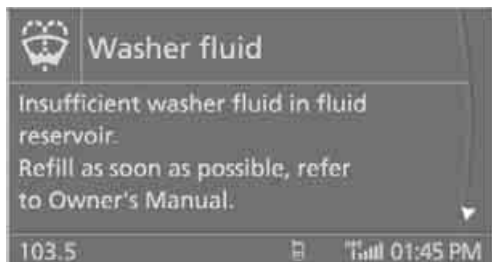 Washer fluid
Insufficient washer fluid in fluid
reservoir.
Refill as soon as possible, refer
to Owner's Manual.
103.5 01:45 PM